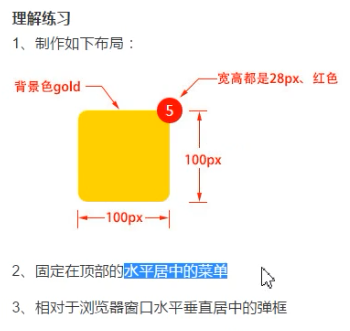 理解练习
1、制作如下布局：
背景色gold
宽高都是28px、红色
5
100px
100px
2、固定在顶部的水平居中的菜单
3、相对于浏览器窗口水平垂直居中的弹框